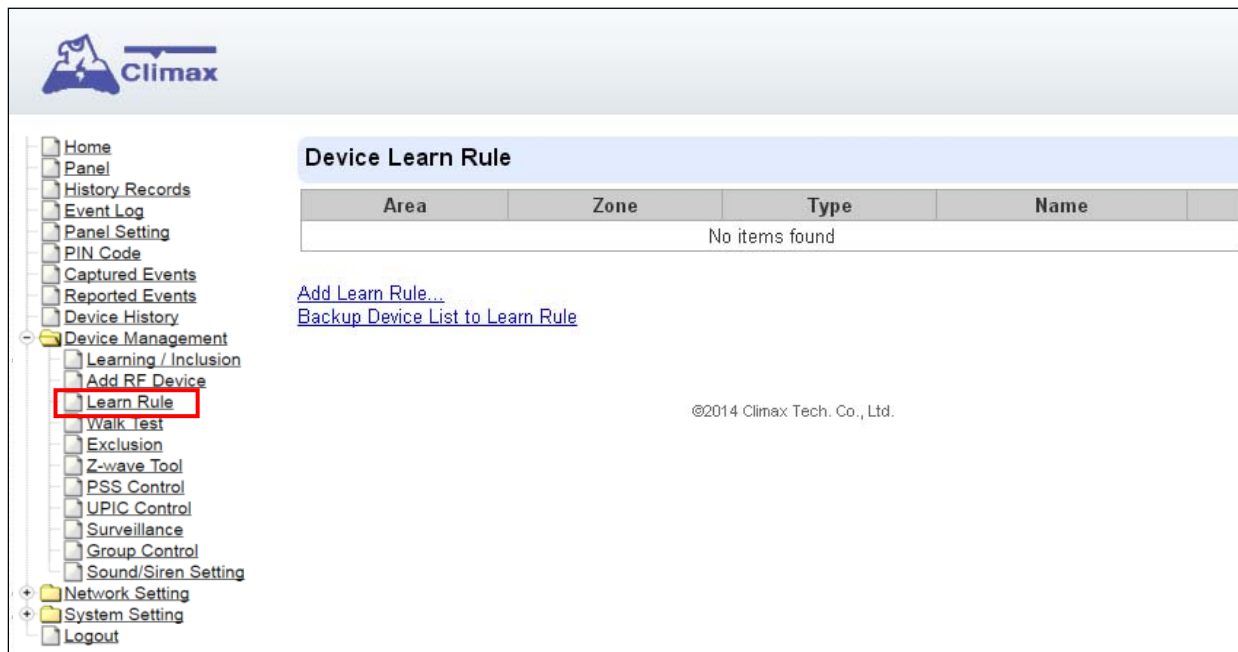 Climax
Home
Panel
History Records
Event Log
Panel Setting
PIN Code
Captured Events
Reported Events
Device History
Device Management
Learning / Inclusion
Add RF Device
Learn Rule
Walk Test
Exclusion
Z-wave Tool
PSS Control
UPIC Control
Surveillance
Group Control
Sound/Siren Setting
Network Setting
System Setting
Logout
Device Learn Rule
Area Zone Type Name
No items found
Add Learn Rule...
Backup Device List to Learn Rule
©2014 Climax Tech. Co., Ltd.